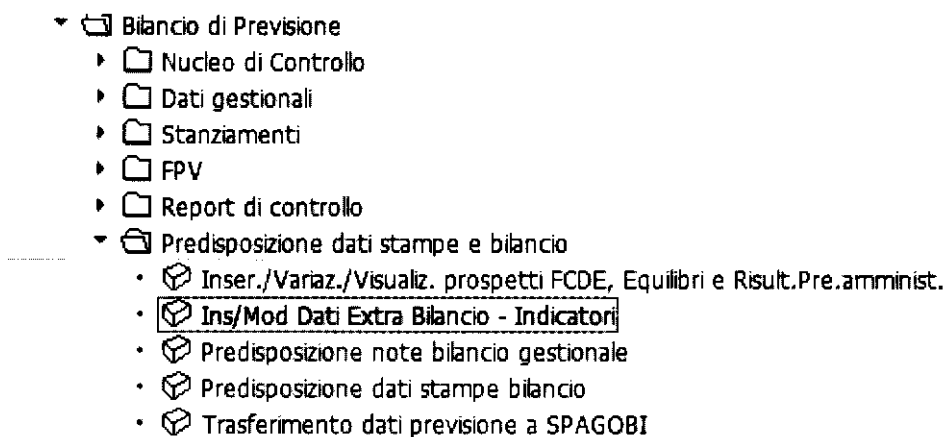 Bilancio di Previsione
Nucleo di Controllo
Dati gestionali
Stanziamenti
FPV
Report di controllo
Predisposizione dati stampe e bilancio
Inser./Variaz./Visualiz. prospetti FCDE, Equilibri e Risult.Pre.amminist.
Ins/Mod Dati Extra Bilancio - Indicatori
Predisposizione note bilancio gestionale
Predisposizione dati stampe bilancio
Trasferimento dati previsione a SPAGOBI